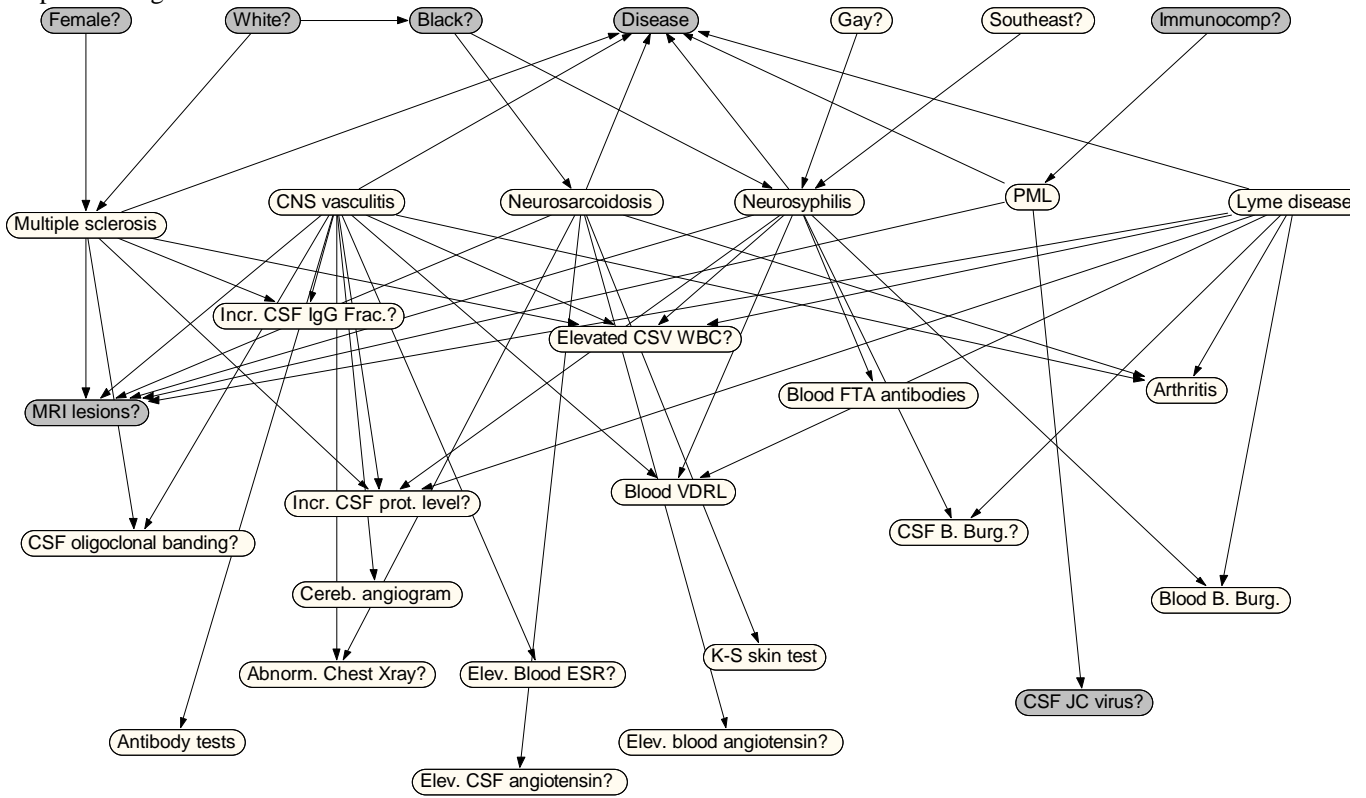 Female?
White?
Black?
Disease
Gay?
Southeast?
Immunocomp?
Multiple sclerosis
CNS vasculitis
Neurosarcoidosis
Neurosyphilis
PML
Lyme disease
Incr. CSF IgG Frac.?
Elevated CSV WBC?
MRI lesions?
Blood FTA antibodies
Arthritis
Incr. CSF prot. level?
Blood VDRL
CSF oligoclonal banding?
CSF B. Burg.?
Cereb. angiogram
Blood B. Burg.
Abnorm. Chest Xray?
Elev. Blood ESR?
K-S skin test
CSF JC virus?
Antibody tests
Elev. blood angiotensin?
Elev. CSF angiotensin?